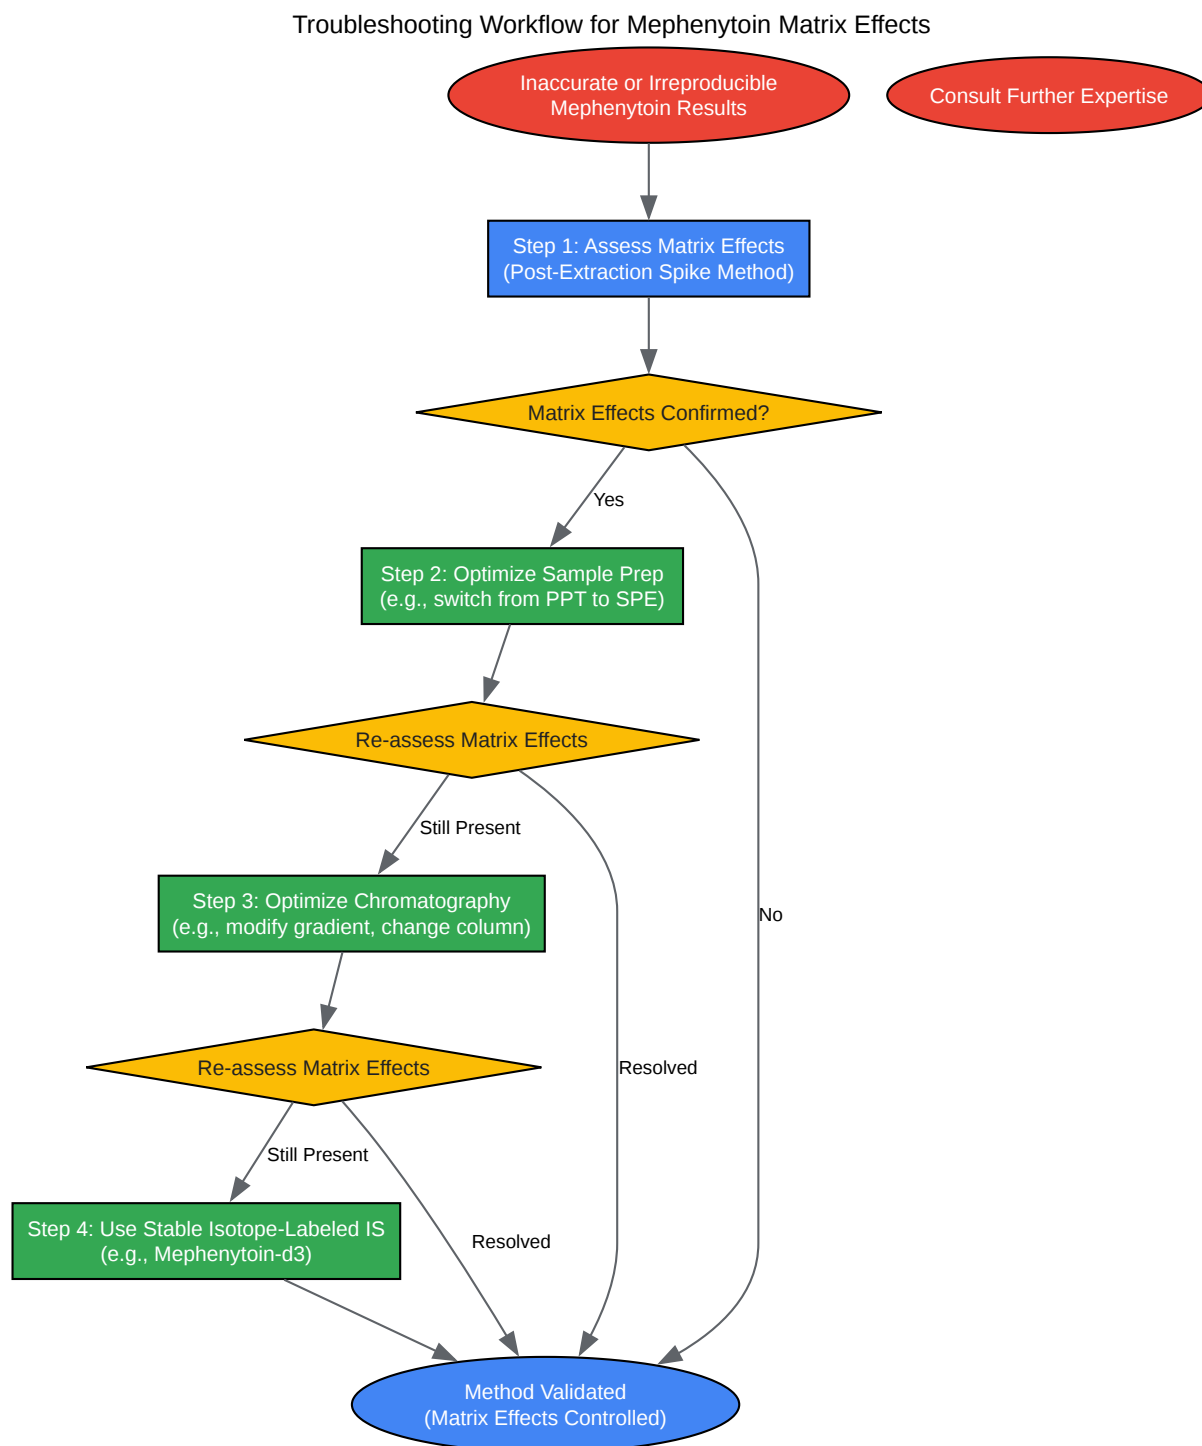 Troubleshooting Workflow for Mephenytoin Matrix Effects
Inaccurate or Irreproducible
Mephenytoin Results
Consult Further Expertise
Step 1: Assess Matrix Effects
(Post-Extraction Spike Method)
Matrix Effects Confirmed?
Yes
Step 2: Optimize Sample Prep
(e.g., switch from PPT to SPE)
Re-assess Matrix Effects
Still Present
Step 3: Optimize Chromatography
(e.g., modify gradient, change column)
No
Re-assess Matrix Effects
Resolved
Still Present
Step 4: Use Stable Isotope-Labeled IS
(e.g., Mephenytoin-d3)
Resolved
Method Validated
(Matrix Effects Controlled)